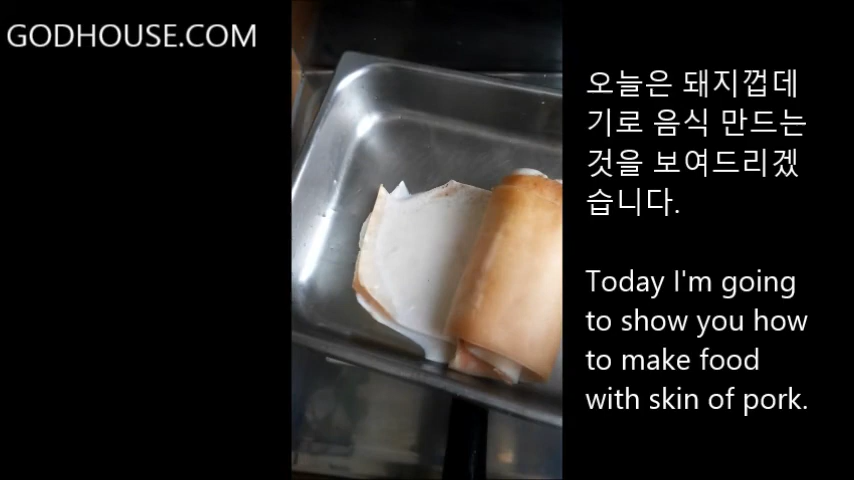 GODHOUSE.COM
오늘은 돼지껍데
기로 음식 만드는
것을 보여드리겠
습니다.
Today I'm going
to show you how
to make food
with skin of pork.